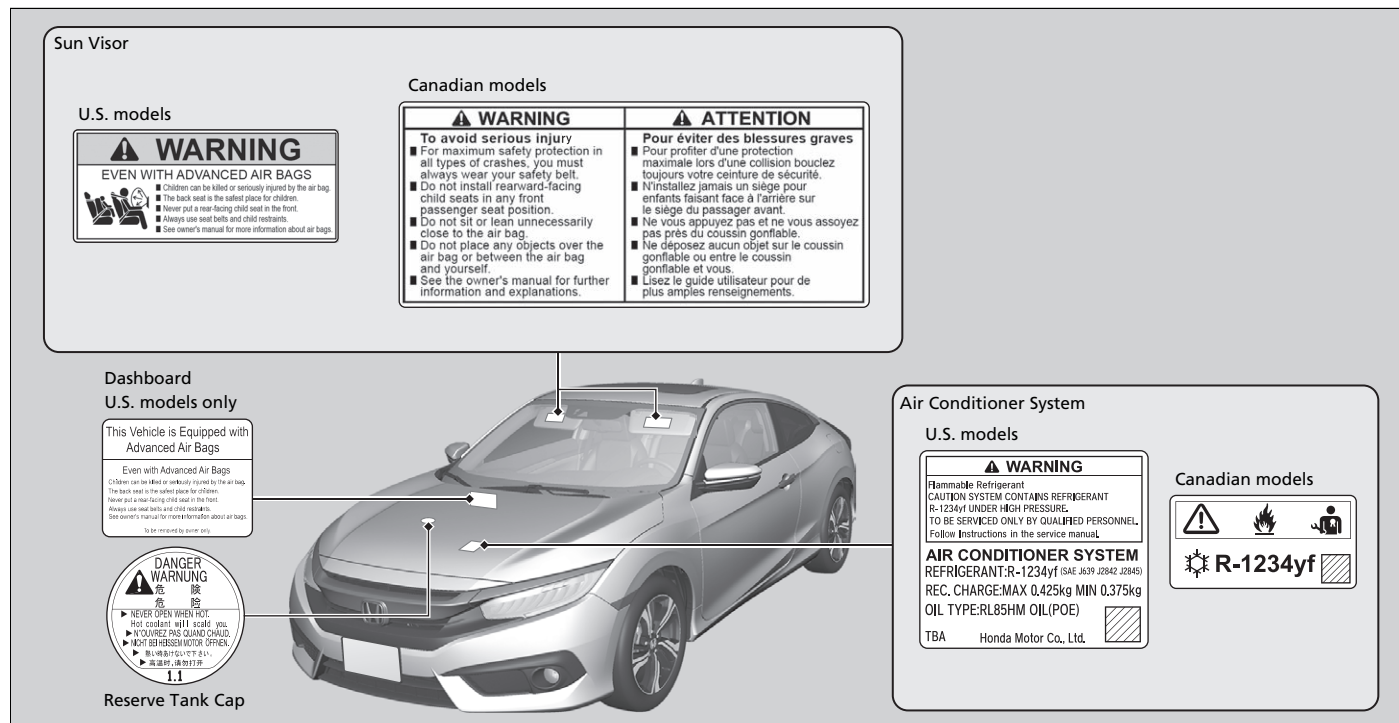 Sun Visor
U.S. models
WARNING
EVEN WITH ADVANCED AIR BAGS
■ Children can be killed or seriously injured by the air bag.
■ The back seat is the safest place for children.
■ Never put a rear-facing child seat in the front.
■ Always use seat belts and child restraints.
■ See owner's manual for more information about air bags.
Canadian models
WARNING
To avoid serious injury
■ For maximum safety protection in
all types of crashes, you must
always wear your safety belt.
■ Do not install rearward-facing
child seats in any front
passenger seat position.
■ Do not sit or lean unnecessarily
close to the air bag.
■ Do not place any objects over the
air bag or between the air bag
and yourself.
■ See the owner's manual for further
information and explanations.
ATTENTION
Pour éviter des blessures graves
■ Pour profiter d'une protection
maximale lors d'une collision bouclez
toujours votre ceinture de sécurité.
■ N'installez jamais un siège pour
enfants faisant face à l'arrière sur
le siège du passager avant.
■ Ne vous appuyez pas et ne vous assoyez
pas près du coussin gonflable.
■ Ne déposez aucun objet sur le coussin
gonflable ou entre le coussin
gonflable et vous.
■ Lisez le guide utilisateur pour de
plus amples renseignements.
Dashboard
U.S. models only
This Vehicle is Equipped with
Advanced Air Bags
Even with Advanced Air Bags
Children can be killed or seriously injured by the air bag.
The back seat is the safest place for children.
Never put a rear-facing child seat in the front.
Always use seat belts and child restraints.
See owner's manual for more information about air bags.
To be removed by owner only.
DANGER
WARNUNG
危 険
危 险
▶ NEVER OPEN WHEN HOT.
Hot coolant will scald you.
▶ N'OUVREZ PAS QUAND CHAUD.
▶ NICHT BEI HEISSEM MOTOR ÖFFNEN.
▶ 熱い時あけないで下さい.
▶ 高温时,请勿打开
1.1
Reserve Tank Cap
Air Conditioner System
U.S. models
WARNING
Flammable Refrigerant
CAUTION SYSTEM CONTAINS REFRIGERANT
R-1234yf UNDER HIGH PRESSURE.
TO BE SERVICED ONLY BY QUALIFIED PERSONNEL.
Follow Instructions in the service manual.
AIR CONDITIONER SYSTEM
REFRIGERANT:R-1234yf (SAE J639 J2842 J2845)
REC. CHARGE:MAX 0.425kg MIN 0.375kg
OIL TYPE:RL85HM OIL(POE)
TBA Honda Motor Co., Ltd.
Canadian models
R-1234yf